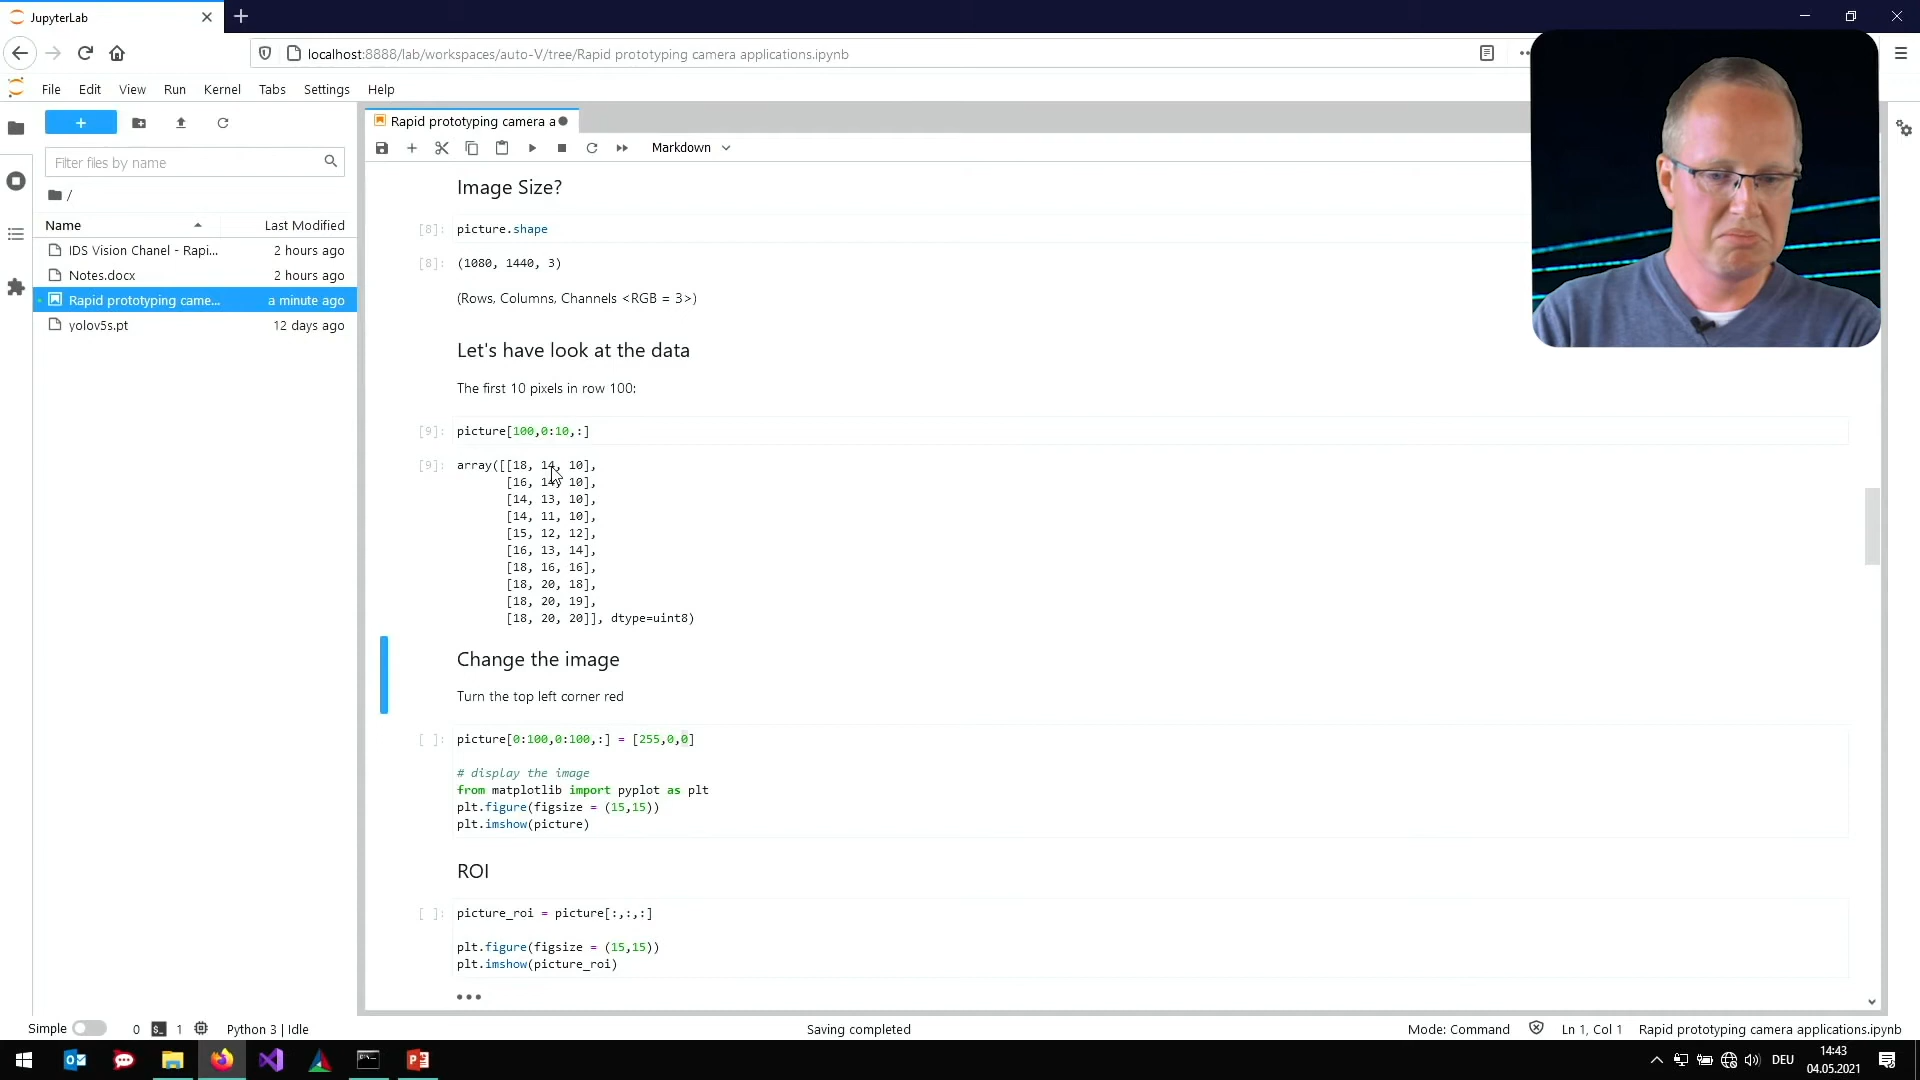 JupyterLab
localhost:8888/lab/workspaces/auto-V/tree/Rapid prototyping camera applications.ipynb
File Edit View Run Kernel Tabs Settings Help
Rapid prototyping camera a
Markdown
Filter files by name
/
Name Last Modified
IDS Vision Chanel - Rapi... 2 hours ago
Notes.docx 2 hours ago
Rapid prototyping came... a minute ago
yolov5s.pt 12 days ago
Image Size?
[8]: picture.shape
[8]: (1080, 1440, 3)
(Rows, Columns, Channels <RGB = 3>)
Let's have look at the data
The first 10 pixels in row 100:
[9]: picture[100,0:10,:]
[9]: array([[18, 14, 10],
[16, 14, 10],
[14, 13, 10],
[14, 11, 10],
[15, 12, 12],
[16, 13, 14],
[18, 16, 16],
[18, 20, 18],
[18, 20, 19],
[18, 20, 20]], dtype=uint8)
Change the image
Turn the top left corner red
[ ]: picture[0:100,0:100,:] = [255,0,0]
# display the image
from matplotlib import pyplot as plt
plt.figure(figsize = (15,15))
plt.imshow(picture)
ROI
[ ]: picture_roi = picture[:,:,:]
plt.figure(figsize = (15,15))
plt.imshow(picture_roi)
Simple 0 1 Python 3 | Idle Saving completed Mode: Command Ln 1, Col 1 Rapid prototyping camera applications.ipynb
DEU 14:43
04.05.2021